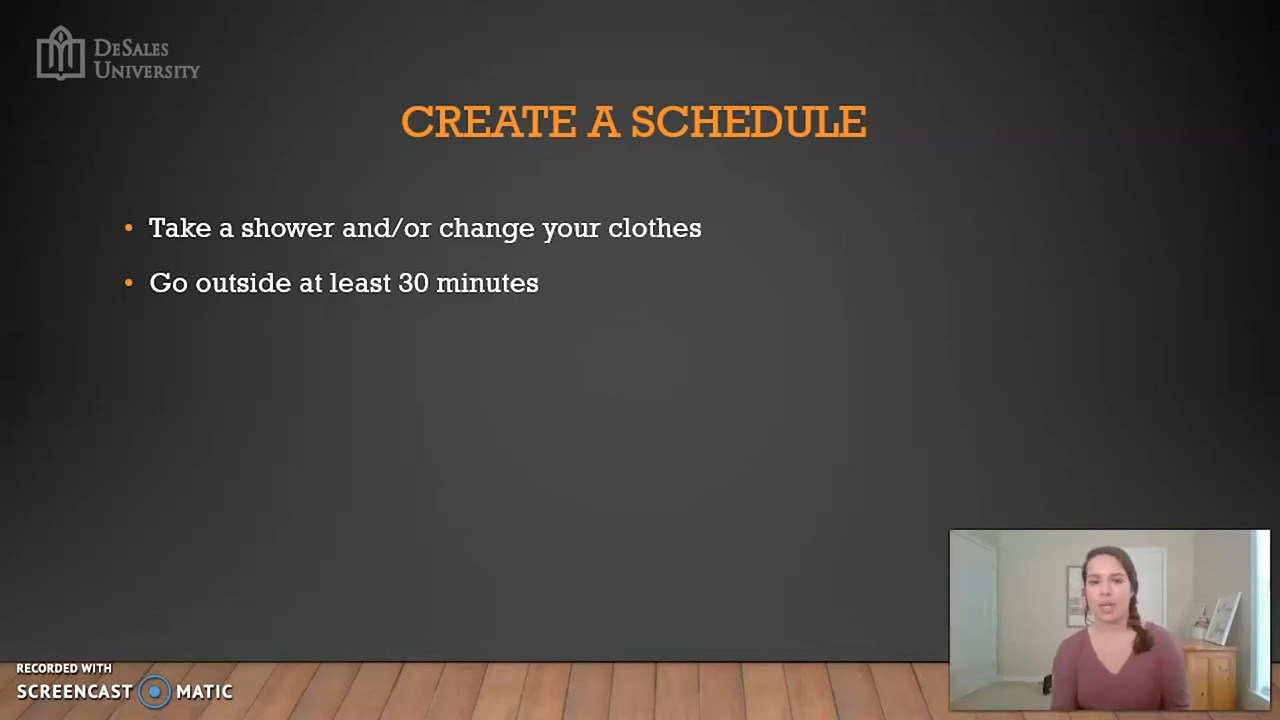 DeSales
University
CREATE A SCHEDULE
• Take a shower and/or change your clothes
• Go outside at least 30 minutes
RECORDED WITH
SCREENCAST MATIC